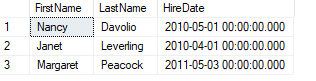 FirstName LastName HireDate
1 Nancy Davolio 2010-05-01 00:00:00.000
2 Janet Leverling 2010-04-01 00:00:00.000
3 Margaret Peacock 2011-05-03 00:00:00.000